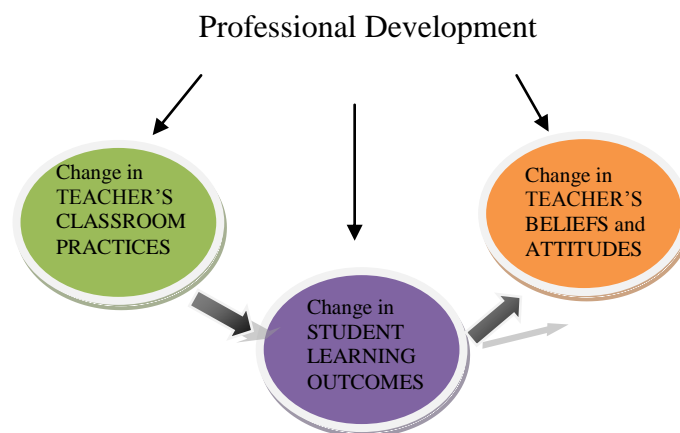 Professional Development
Change in
TEACHER’S
CLASSROOM
PRACTICES
Change in
TEACHER’S
BELIEFS and
ATTITUDES
Change in
STUDENT
LEARNING
OUTCOMES